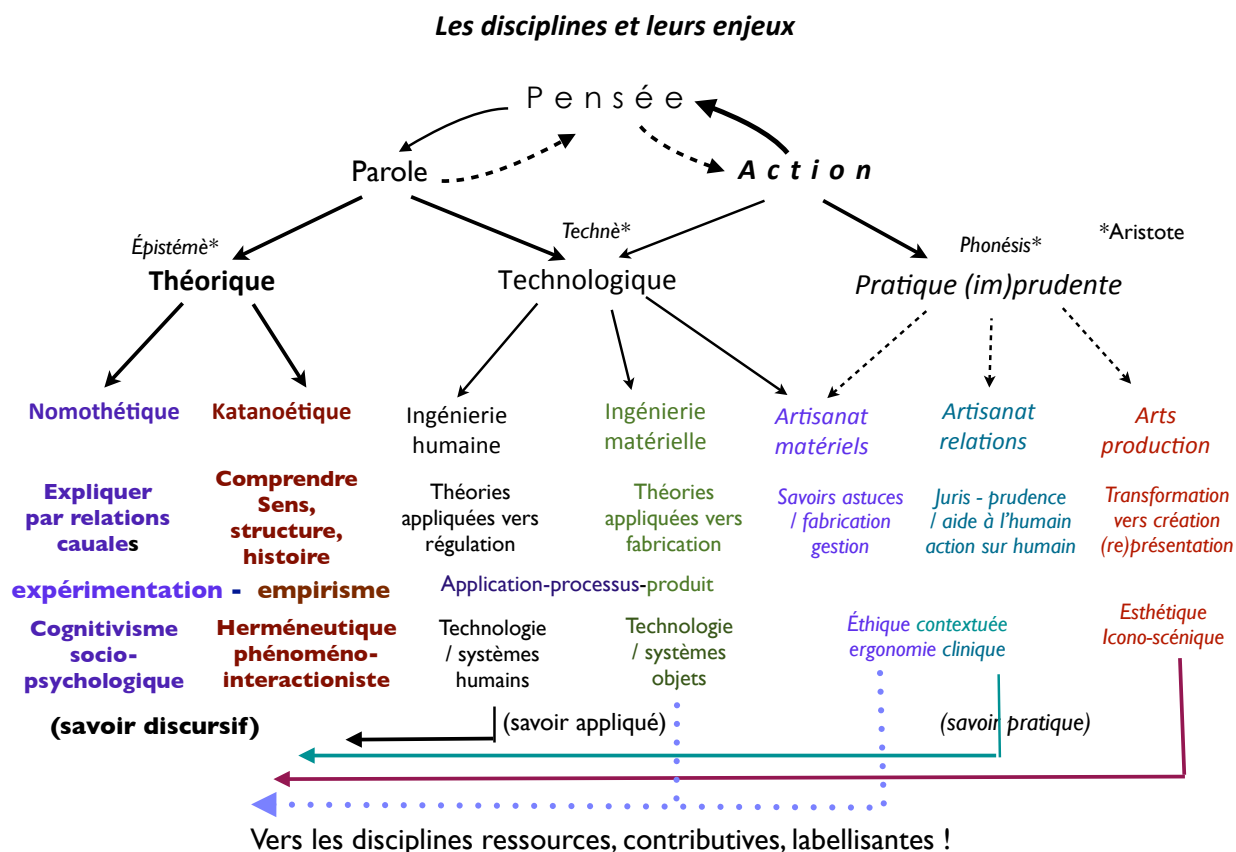 Les disciplines et leurs enjeux
Pensée
Parole
Action
Épistémè*
Technè*
Phonésis*
*Aristote
Théorique
Technologique
Pratique (im)prudente
Nomothétique
Katanoétique
Ingénierie
humaine
Ingénierie
matérielle
Artisanat
matériels
Artisanat
relations
Arts
production
Expliquer
par relations
cauales
Comprendre
Sens,
structure,
histoire
Théories
appliquées vers
régulation
Théories
appliquées vers
fabrication
Savoirs astuces
/ fabrication
gestion
Juris - prudence
/ aide à l'humain
action sur humain
Transformation
vers création
(re)présentation
expérimentation - empirisme
Application-processus-produit
Cognitivisme
socio-
psychologique
Herméneutique
phénoméno-
interactioniste
Technologie
/ systèmes
humains
Technologie
/ systèmes
objets
Éthique contextuée
ergonomie clinique
Esthétique
Icono-scénique
(savoir discursif)
(savoir appliqué)
(savoir pratique)
Vers les disciplines ressources, contributives, labellisantes !